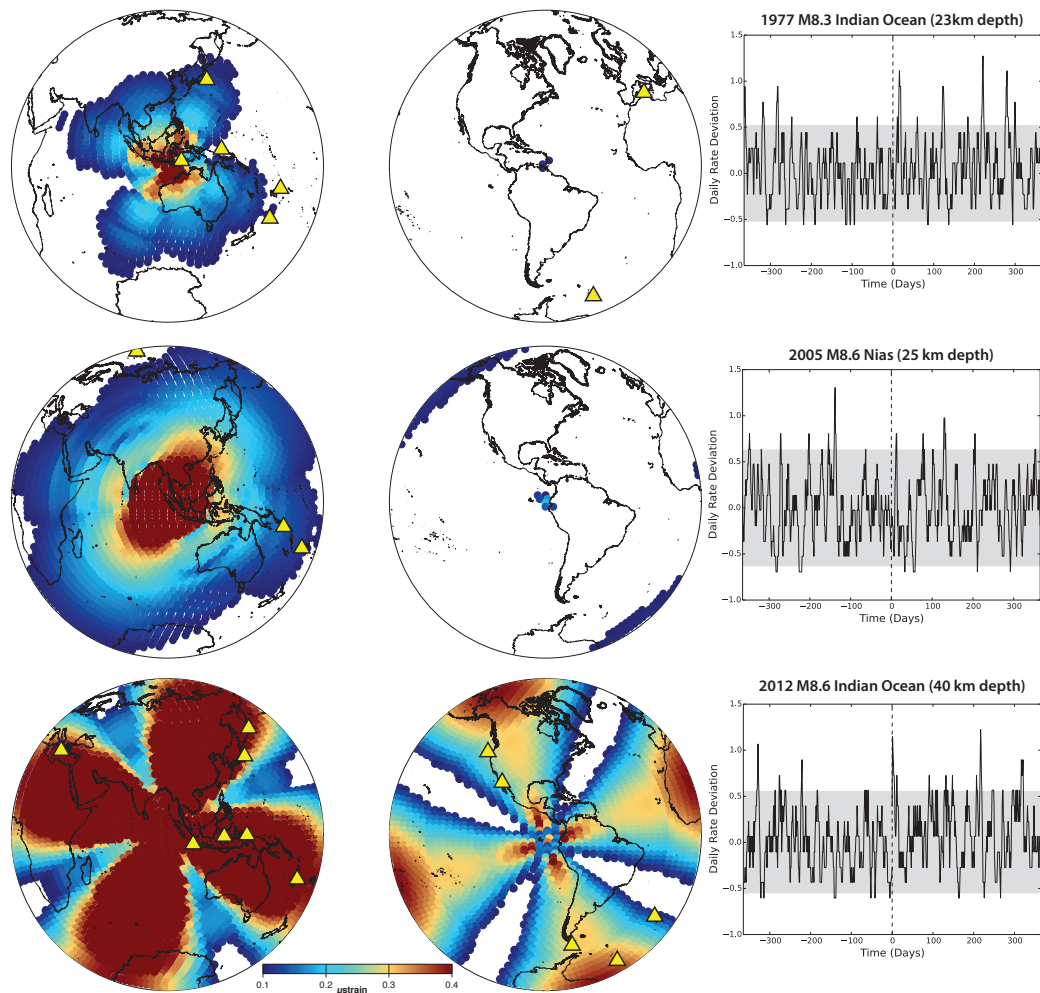 1977 M8.3 Indian Ocean (23km depth)
1.5
1.0
0.5
0.0
−0.5
−1.0
Daily Rate Deviation
−300 −200 −100 0 100 200 300
Time (Days)
2005 M8.6 Nias (25 km depth)
1.5
1.0
0.5
0.0
−0.5
−1.0
Daily Rate Deviation
−300 −200 −100 0 100 200 300
Time (Days)
2012 M8.6 Indian Ocean (40 km depth)
1.5
1.0
0.5
0.0
−0.5
−1.0
Daily Rate Deviation
−300 −200 −100 0 100 200 300
Time (Days)
0.1 0.2 0.3 0.4
μstrain